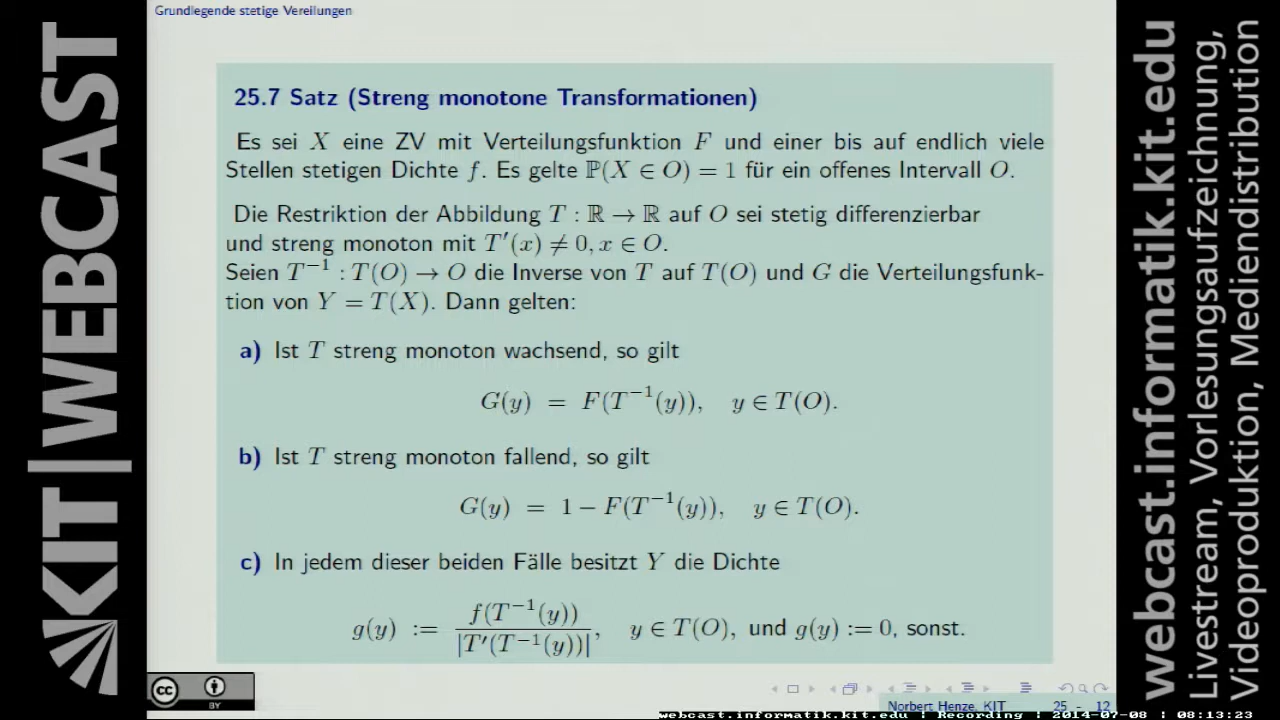 Grundlegende stetige Vereilungen
25.7 Satz (Streng monotone Transformationen)
Es sei X eine ZV mit Verteilungsfunktion F und einer bis auf endlich viele
Stellen stetigen Dichte f. Es gelte ℙ(X ∈ O) = 1 für ein offenes Intervall O.
Die Restriktion der Abbildung T : ℝ → ℝ auf O sei stetig differenzierbar
und streng monoton mit T′(x) ≠ 0, x ∈ O.
Seien T⁻¹ : T(O) → O die Inverse von T auf T(O) und G die Verteilungsfunk-
tion von Y = T(X). Dann gelten:
a) Ist T streng monoton wachsend, so gilt
G(y) = F(T⁻¹(y)), y ∈ T(O).
b) Ist T streng monoton fallend, so gilt
G(y) = 1 − F(T⁻¹(y)), y ∈ T(O).
c) In jedem dieser beiden Fälle besitzt Y die Dichte
g(y) := f(T⁻¹(y)) / |T′(T⁻¹(y))|, y ∈ T(O), und g(y) := 0, sonst.
Norbert Henze, KIT 25 - 12
webcast.informatik.kit.edu | Recording | 2014-07-08 | 08:13:23
cc BY
KIT | WEBCAST
webcast.informatik.kit.edu
Livestream, Vorlesungsaufzeichnung,
Videoproduktion, Mediendistribution